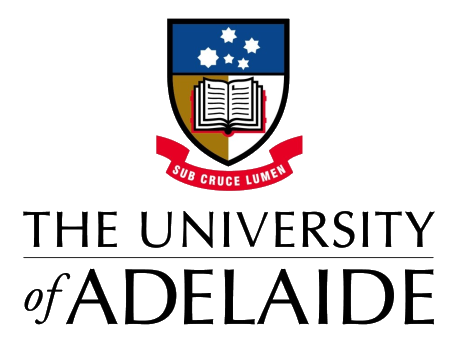 SUB CRUCE LUMEN
THE UNIVERSITY
of ADELAIDE